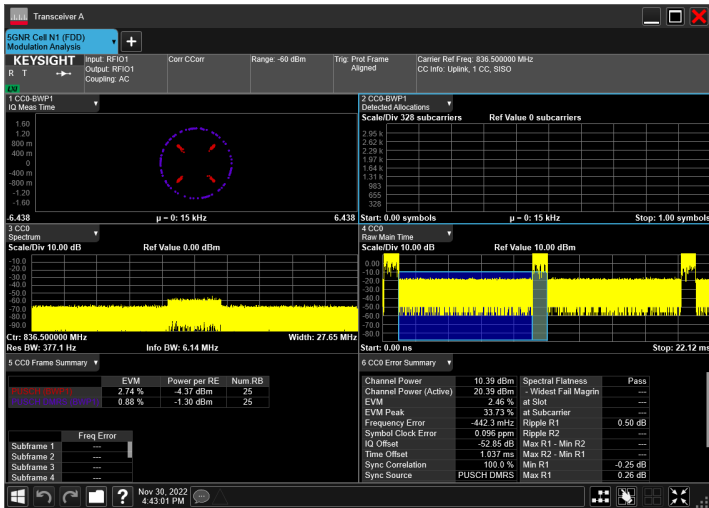 Transceiver A
5GNR Cell N1 (FDD)
Modulation Analysis
KEYSIGHT
R T
LXI
Input: RFIO1
Output: RFIO1
Coupling: AC
Corr CCorr
Range: -60 dBm
Trig: Prot Frame
Aligned
Carrier Ref Freq: 836.500000 MHz
CC Info: Uplink, 1 CC, SISO
1 CC0-BWP1
IQ Meas Time
1.60
1.20
800 m
400 m
0
-400 m
-800 m
-1.20
-1.60
-6.438 µ – 0: 15 kHz 6.438
2 CC0-BWP1
Detected Allocations
Scale/Div 328 subcarriers Ref Value 0 subcarriers
2.95 k
2.62 k
2.29 k
1.97 k
1.64 k
1.31 k
983
655
328
Start: 0.00 symbols µ – 0: 15 kHz Stop: 1.00 symbols
3 CC0
Spectrum
Scale/Div 10.00 dB Ref Value 0.00 dBm
-10.0
-20.0
-30.0
-40.0
-50.0
-60.0
-70.0
-80.0
-90.0
Ctr: 836.500000 MHz Width: 27.65 MHz
Res BW: 377.1 Hz Info BW: 6.14 MHz
4 CC0
Raw Main Time
Scale/Div 10.00 dB Ref Value 10.00 dBm
0.00
-10.0
-20.0
-30.0
-40.0
-50.0
-60.0
-70.0
-80.0
Start: 0.00 ns Stop: 22.12 ms
5 CC0 Frame Summary
EVM Power per RE Num.RB
2.74 % -4.37 dBm 25
0.88 % -1.30 dBm 25
Freq Error
Subframe 1 ---
Subframe 2 ---
Subframe 3 ---
Subframe 4 ---
6 CC0 Error Summary
Channel Power 10.39 dBm Spectral Flatness Pass
Channel Power (Active) 20.39 dBm - Widest Fail Magrin ---
EVM 2.46 % at Slot ---
EVM Peak 33.73 % at Subcarrier ---
Frequency Error -442.3 mHz Ripple R1 0.50 dB
Symbol Clock Error 0.096 ppm Ripple R2 ---
IQ Offset -52.85 dB Max R1 - Min R2 ---
Time Offset 1.037 ms Max R2 - Min R1 ---
Sync Correlation 100.0 % Min R1 -0.25 dB
Sync Source PUSCH DMRS Max R1 0.26 dB
Nov 30, 2022
4:43:01 PM